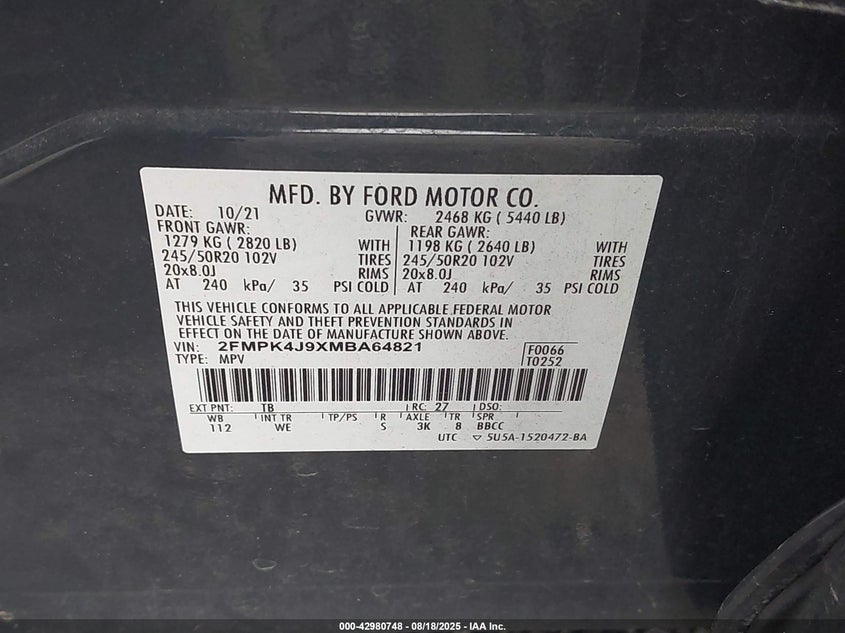 MFD. BY FORD MOTOR CO.
DATE: 10/21 GVWR: 2468 KG ( 5440 LB)
FRONT GAWR: REAR GAWR:
1279 KG ( 2820 LB) WITH 1198 KG ( 2640 LB) WITH
245/50R20 102V TIRES 245/50R20 102V TIRES
20x8.0J RIMS 20x8.0J RIMS
AT 240 kPa/ 35 PSI COLD AT 240 kPa/ 35 PSI COLD
THIS VEHICLE CONFORMS TO ALL APPLICABLE FEDERAL MOTOR
VEHICLE SAFETY AND THEFT PREVENTION STANDARDS IN
EFFECT ON THE DATE OF MANUFACTURE SHOWN ABOVE.
VIN: 2FMPK4J9XMBA64821 F0066
TYPE: MPV T0252
EXT PNT: TB RC: 27 DSO:
WB INT TR TP/PS R AXLE TR SPR
112 WE S 3K 8 BBCC
UTC ▽ 5U5A-1520472-BA
000-42980748 - 08/18/2025 - IAA Inc.